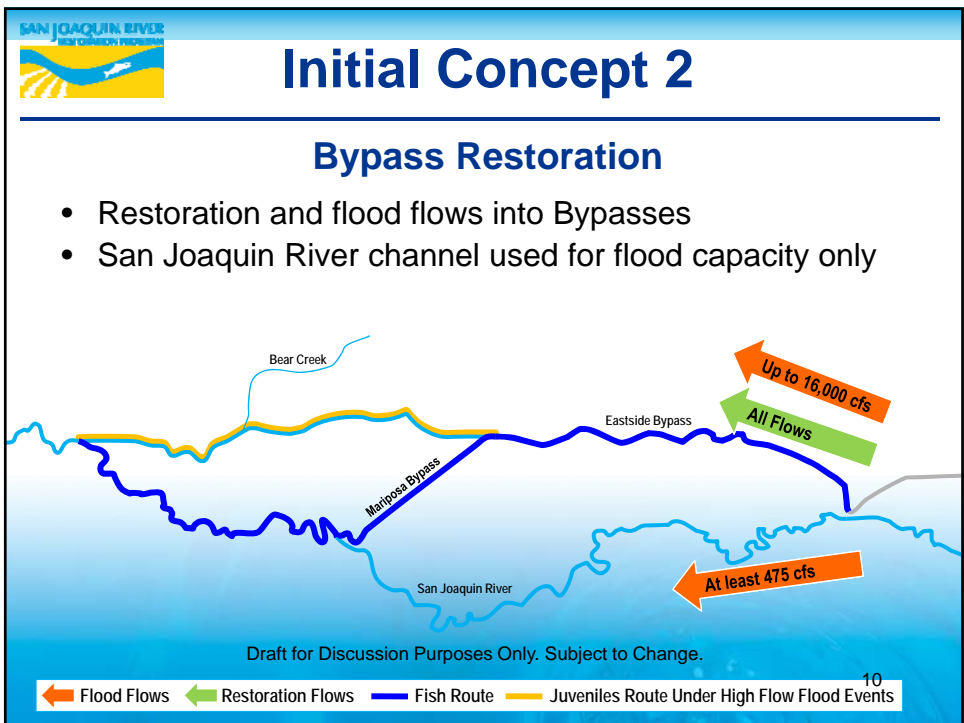 SAN JOAQUIN RIVER
RESTORATION PROGRAM
Initial Concept 2
Bypass Restoration
• Restoration and flood flows into Bypasses
• San Joaquin River channel used for flood capacity only
Bear Creek
Up to 16,000 cfs
All Flows
Eastside Bypass
Mariposa Bypass
At least 475 cfs
San Joaquin River
Draft for Discussion Purposes Only. Subject to Change.
10
Flood Flows Restoration Flows Fish Route Juveniles Route Under High Flow Flood Events